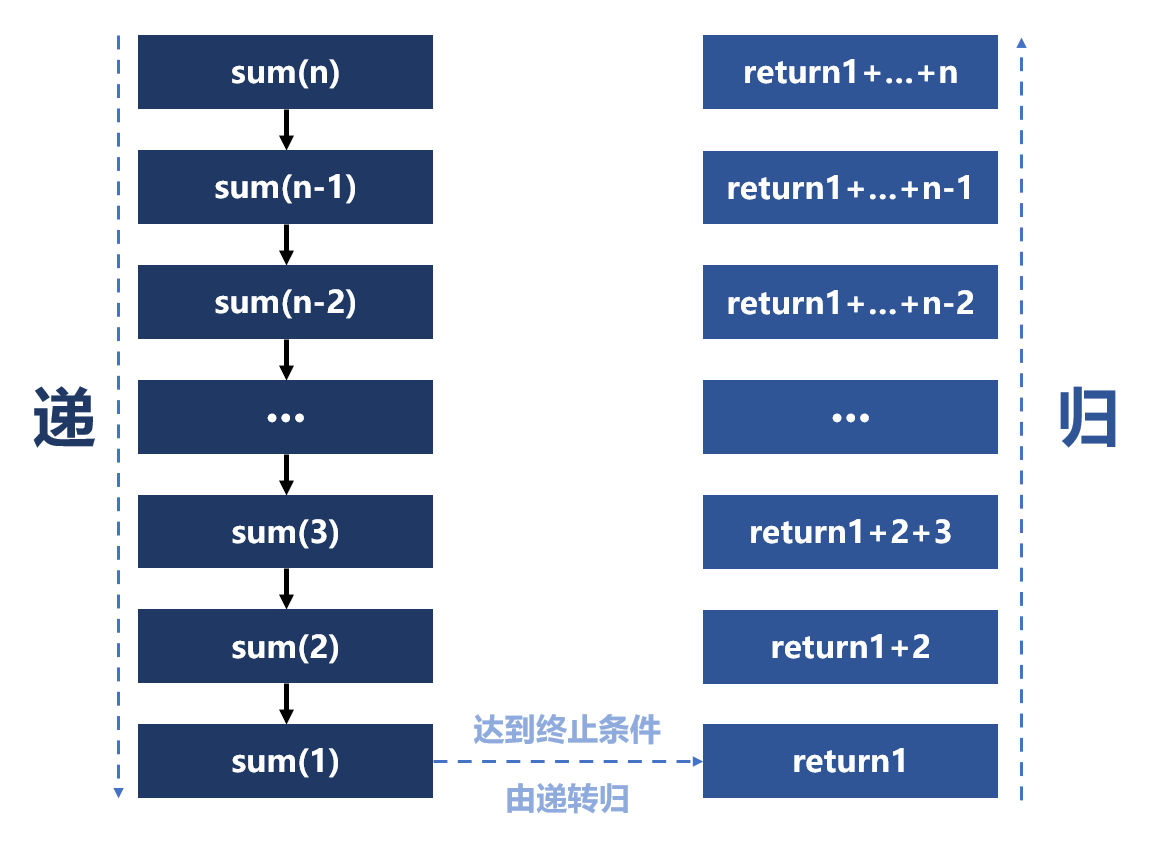 sum(n)
return1+...+n
sum(n-1)
return1+...+n-1
sum(n-2)
return1+...+n-2
递
...
...
归
sum(3)
return1+2+3
sum(2)
return1+2
达到终止条件
sum(1)
return1
由递转归